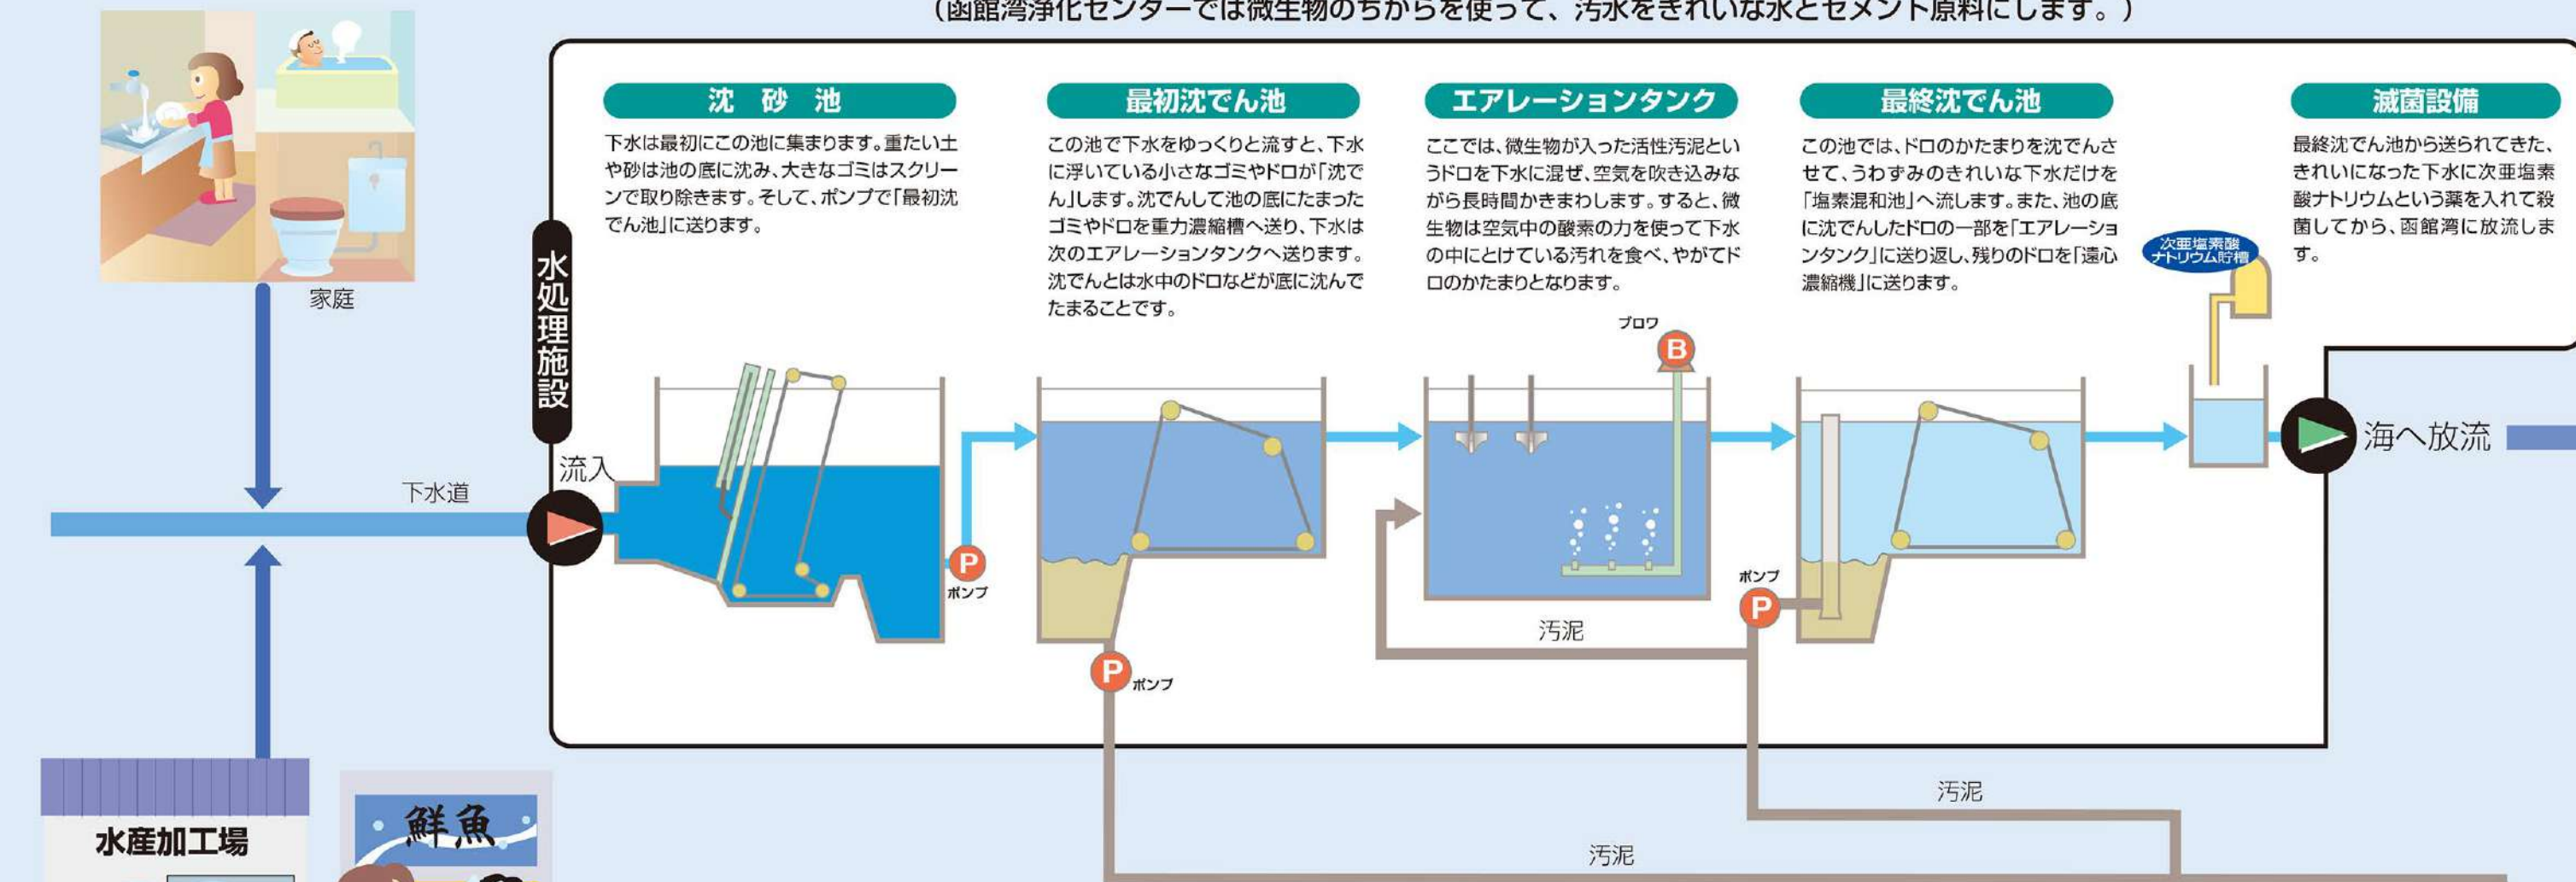 (函館湾浄化センターでは微生物のちからを使って、汚水をきれいな水とセメント原料にします。)
沈砂池
下水は最初にこの池に集まります。重たい土
や砂は池の底に沈み、大きなゴミはスクリー
ンで取り除きます。そして、ポンプで「最初沈
でん池」に送ります。
最初沈でん池
この池で下水をゆっくりと流すと、下水
に浮いている小さなゴミやドロが「沈で
ん」します。沈でんして池の底にたまった
ゴミやドロを重力濃縮槽へ送り、下水は
次のエアレーションタンクへ送ります。
沈でんとは水中のドロなどが底に沈んで
たまることです。
エアレーションタンク
ここでは、微生物が入った活性汚泥とい
うドロを下水に混ぜ、空気を吹き込みな
がら長時間かきまわします。すると、微
生物は空気中の酸素の力を使って下水
の中にとけている汚れを食べ、やがてド
ロのかたまりとなります。
最終沈でん池
この池では、ドロのかたまりを沈でんさ
せて、うわずみのきれいな下水だけを
「塩素混和池」へ流します。また、池の底
に沈でんしたドロの一部を「エアレーショ
ンタンク」に送り返し、残りのドロを「遠心
濃縮機」に送ります。
滅菌設備
最終沈でん池から送られてきた、
きれいになった下水に次亜塩素
酸ナトリウムという薬を入れて殺
菌してから、函館湾に放流しま
す。
次亜塩素酸
ナトリウム貯槽
家庭
水処理施設
ブロワ
B
流入
下水道
海へ放流
P
ポンプ
ポンプ
P
汚泥
P
ポンプ
汚泥
汚泥
水産加工場
鮮魚